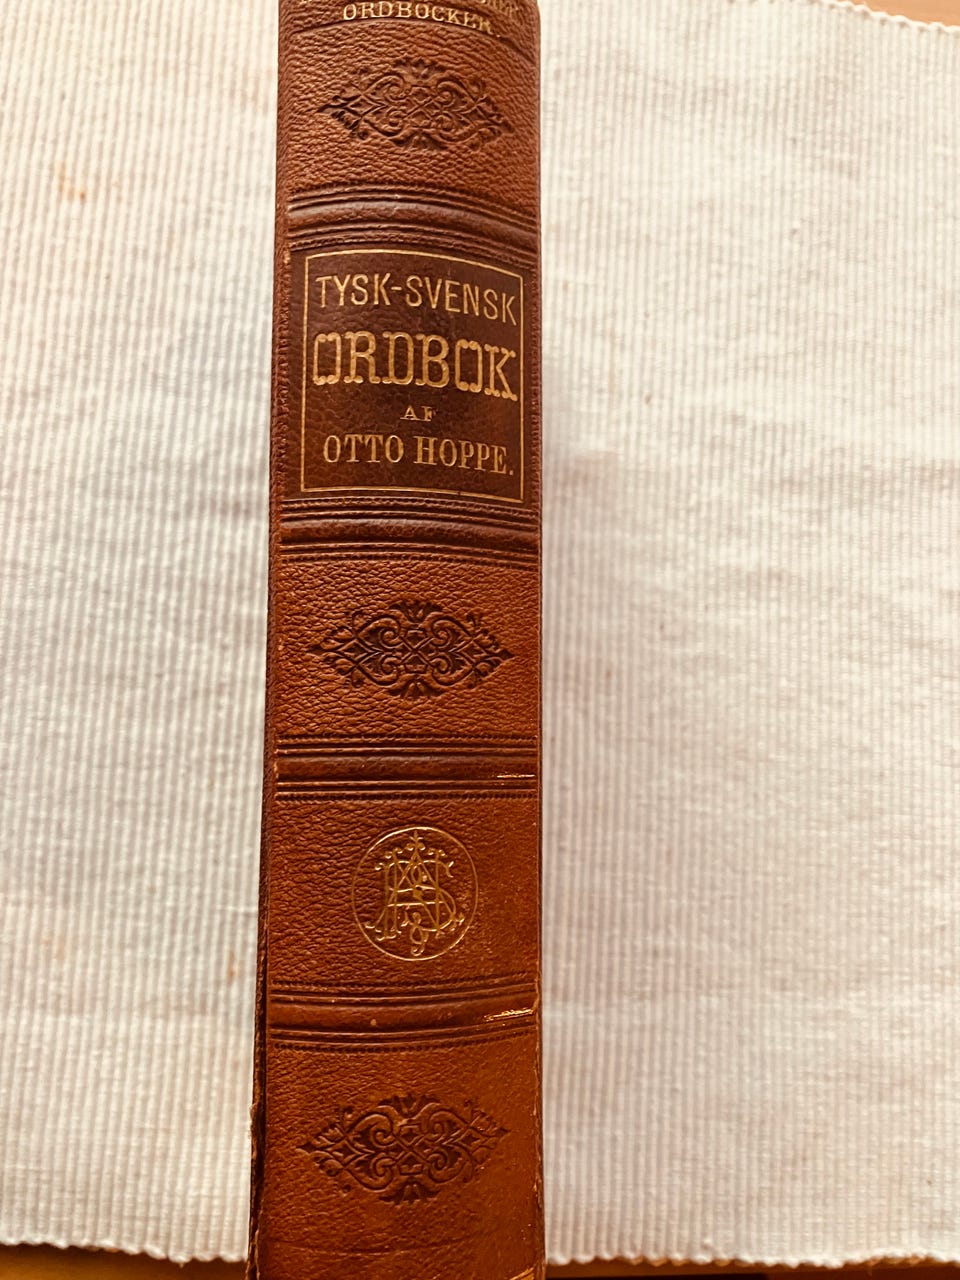 ORDBÖCKER.
TYSK-SVENSK
ORDBOK
AF
OTTO HOPPE.